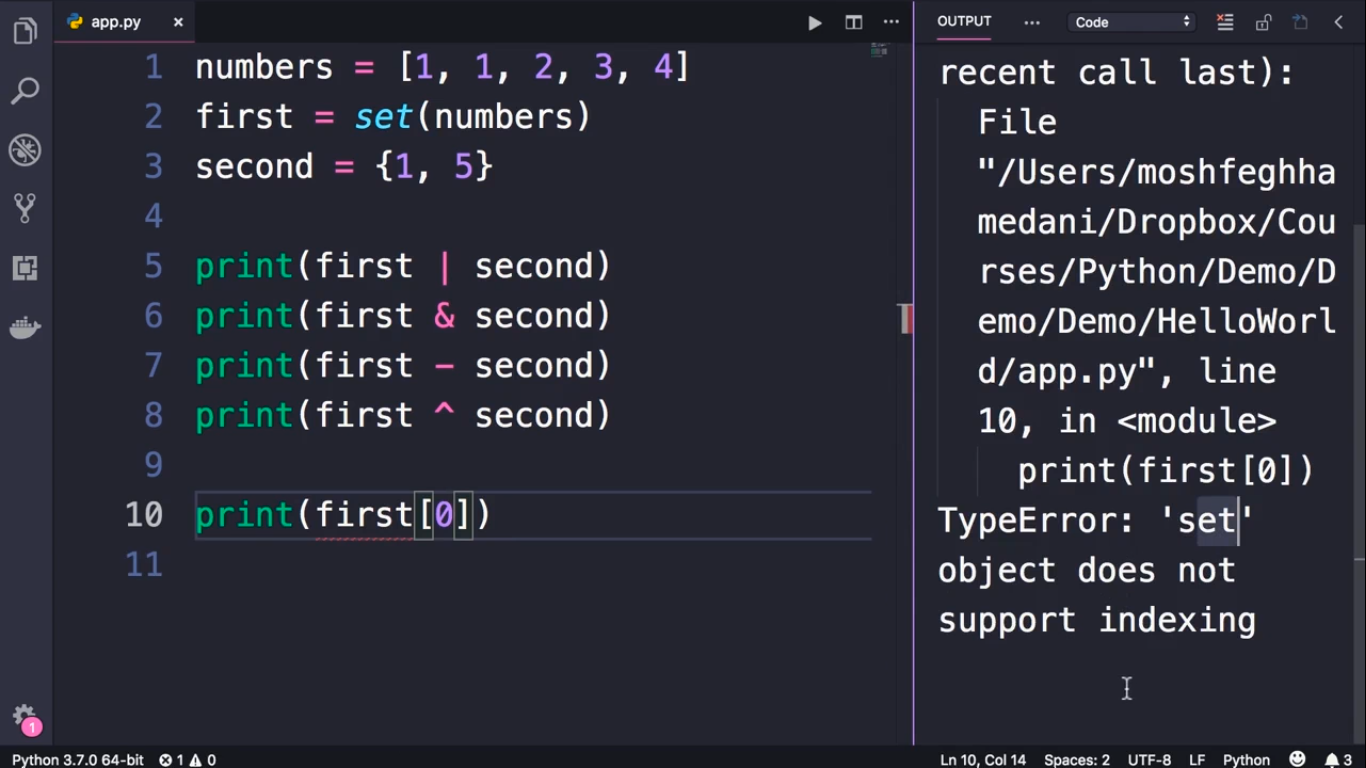 app.py
1 numbers = [1, 1, 2, 3, 4]
2 first = set(numbers)
3 second = {1, 5}
4
5 print(first | second)
6 print(first & second)
7 print(first - second)
8 print(first ^ second)
9
10 print(first[0])
11
OUTPUT
Code
recent call last):
File
"/Users/moshfeghha
medani/Dropbox/Cou
rses/Python/Demo/D
emo/Demo/HelloWorl
d/app.py", line
10, in <module>
print(first[0])
TypeError: 'set'
object does not
support indexing
1
Python 3.7.0 64-bit 1 0 Ln 10, Col 14 Spaces: 2 UTF-8 LF Python 3